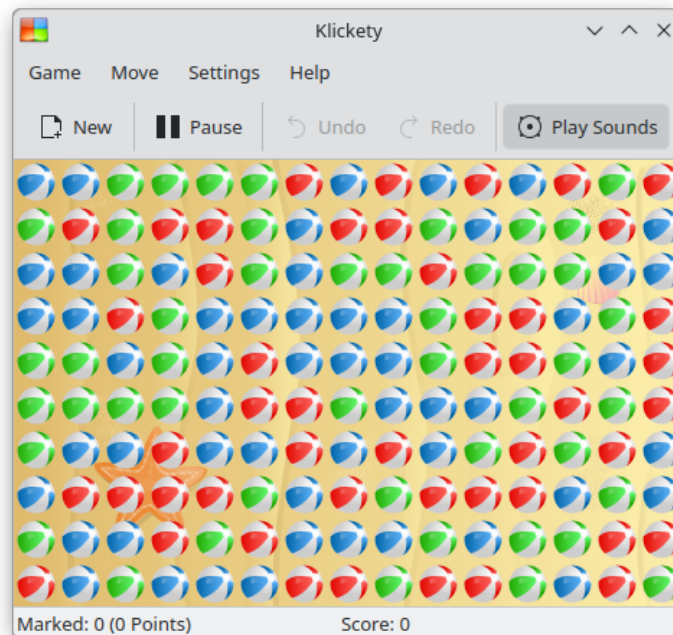 Klickety
Game Move Settings Help
New Pause Undo Redo Play Sounds
Marked: 0 (0 Points) Score: 0